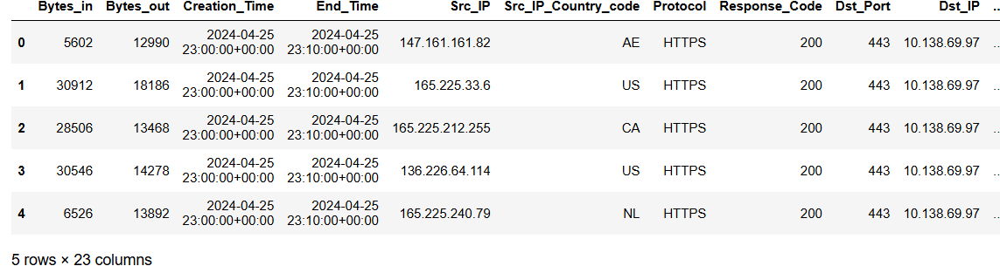 Bytes_in Bytes_out Creation_Time End_Time Src_IP Src_IP_Country_code Protocol Response_Code Dst_Port Dst_IP ..
0 5602 12990 2024-04-25 23:00:00+00:00 2024-04-25 23:10:00+00:00 147.161.161.82 AE HTTPS 200 443 10.138.69.97 ..
1 30912 18186 2024-04-25 23:00:00+00:00 2024-04-25 23:10:00+00:00 165.225.33.6 US HTTPS 200 443 10.138.69.97 ..
2 28506 13468 2024-04-25 23:00:00+00:00 2024-04-25 23:10:00+00:00 165.225.212.255 CA HTTPS 200 443 10.138.69.97 ..
3 30546 14278 2024-04-25 23:00:00+00:00 2024-04-25 23:10:00+00:00 136.226.64.114 US HTTPS 200 443 10.138.69.97 ..
4 6526 13892 2024-04-25 23:00:00+00:00 2024-04-25 23:10:00+00:00 165.225.240.79 NL HTTPS 200 443 10.138.69.97 ..
5 rows × 23 columns